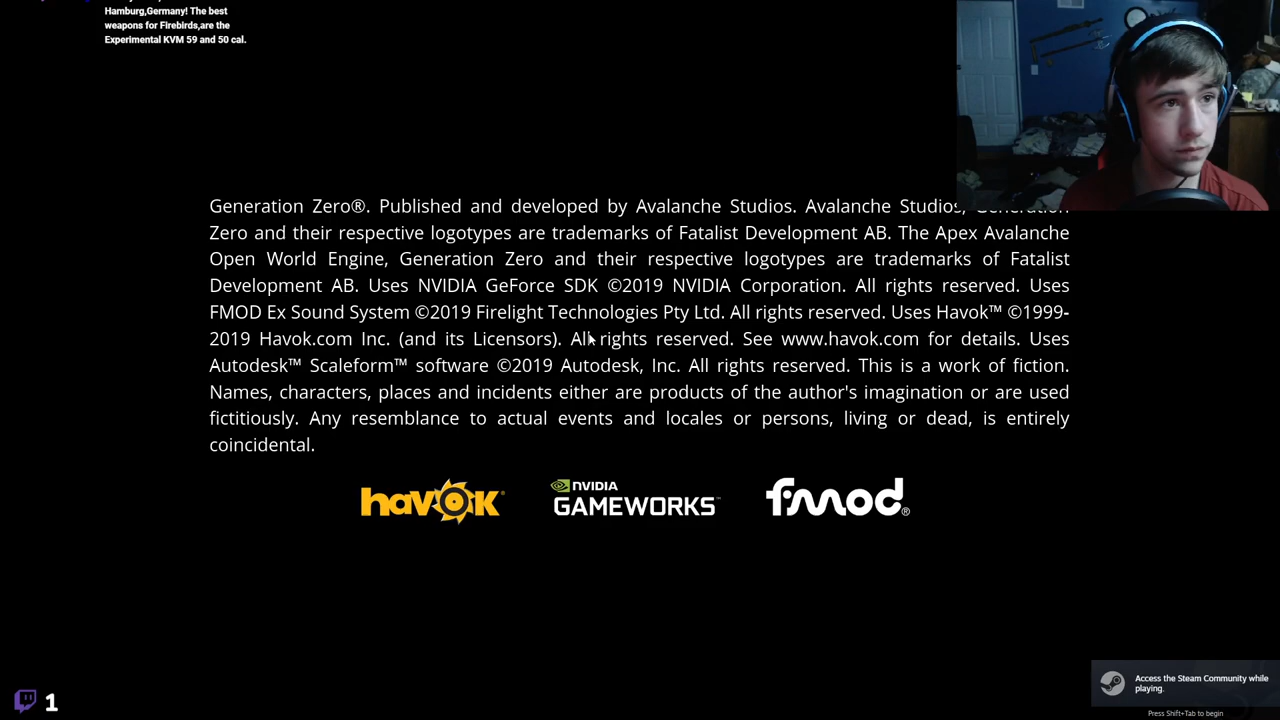 Hamburg,Germany! The best
weapons for Firebirds,are the
Experimental KVM 59 and 50 cal.
Generation Zero®. Published and developed by Avalanche Studios. Avalanche Studios, Generation
Zero and their respective logotypes are trademarks of Fatalist Development AB. The Apex Avalanche
Open World Engine, Generation Zero and their respective logotypes are trademarks of Fatalist
Development AB. Uses NVIDIA GeForce SDK ©2019 NVIDIA Corporation. All rights reserved. Uses
FMOD Ex Sound System ©2019 Firelight Technologies Pty Ltd. All rights reserved. Uses Havok™ ©1999-
2019 Havok.com Inc. (and its Licensors). All rights reserved. See www.havok.com for details. Uses
Autodesk™ Scaleform™ software ©2019 Autodesk, Inc. All rights reserved. This is a work of fiction.
Names, characters, places and incidents either are products of the author's imagination or are used
fictitiously. Any resemblance to actual events and locales or persons, living or dead, is entirely
coincidental.
havok®
NVIDIA
GAMEWORKS™
fmod®
Access the Steam Community while
playing.
Press Shift+Tab to begin
1